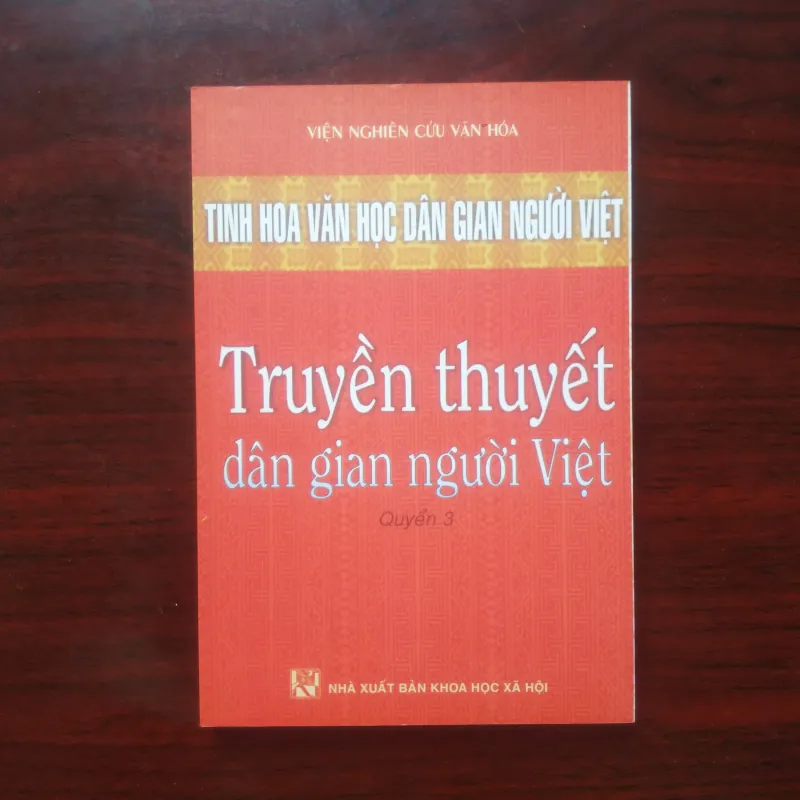 VIỆN NGHIÊN CỨU VĂN HÓA
TINH HOA VĂN HỌC DÂN GIAN NGƯỜI VIỆT
Truyền thuyết
dân gian người Việt
Quyển 3
NHÀ XUẤT BẢN KHOA HỌC XÃ HỘI